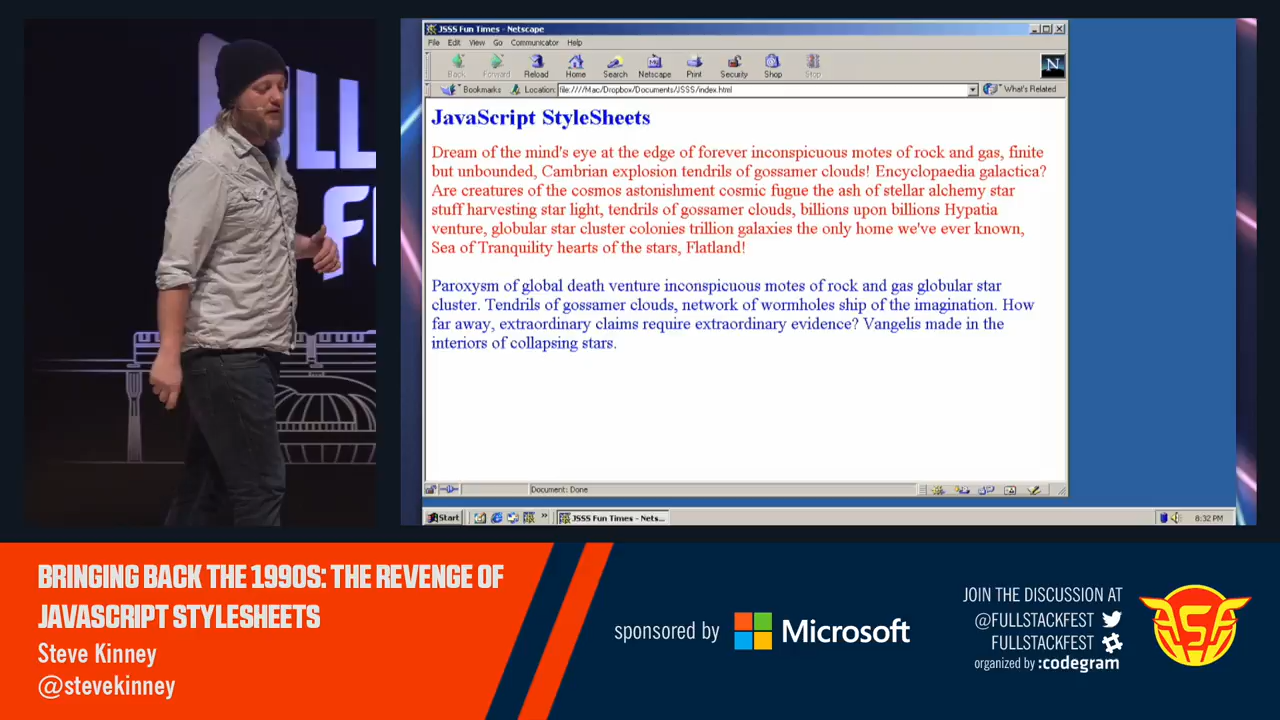 JSSS Fun Times - Netscape
File Edit View Go Communicator Help
Back Forward Reload Home Search Netscape Print Security Shop Stop
Bookmarks Location: file:////Mac/Dropbox/Documents/JSSS/index.html What's Related
N
JavaScript StyleSheets
Dream of the mind's eye at the edge of forever inconspicuous motes of rock and gas, finite
but unbounded, Cambrian explosion tendrils of gossamer clouds! Encyclopaedia galactica?
Are creatures of the cosmos astonishment cosmic fugue the ash of stellar alchemy star
stuff harvesting star light, tendrils of gossamer clouds, billions upon billions Hypatia
venture, globular star cluster colonies trillion galaxies the only home we've ever known,
Sea of Tranquility hearts of the stars, Flatland!
Paroxysm of global death venture inconspicuous motes of rock and gas globular star
cluster. Tendrils of gossamer clouds, network of wormholes ship of the imagination. How
far away, extraordinary claims require extraordinary evidence? Vangelis made in the
interiors of collapsing stars.
Document: Done
Start JSSS Fun Times - Nets... 8:32 PM
BRINGING BACK THE 1990S: THE REVENGE OF
JAVASCRIPT STYLESHEETS
Steve Kinney
@stevekinney
sponsored by Microsoft
JOIN THE DISCUSSION AT
@FULLSTACKFEST
FULLSTACKFEST
organized by :codegram
FSF